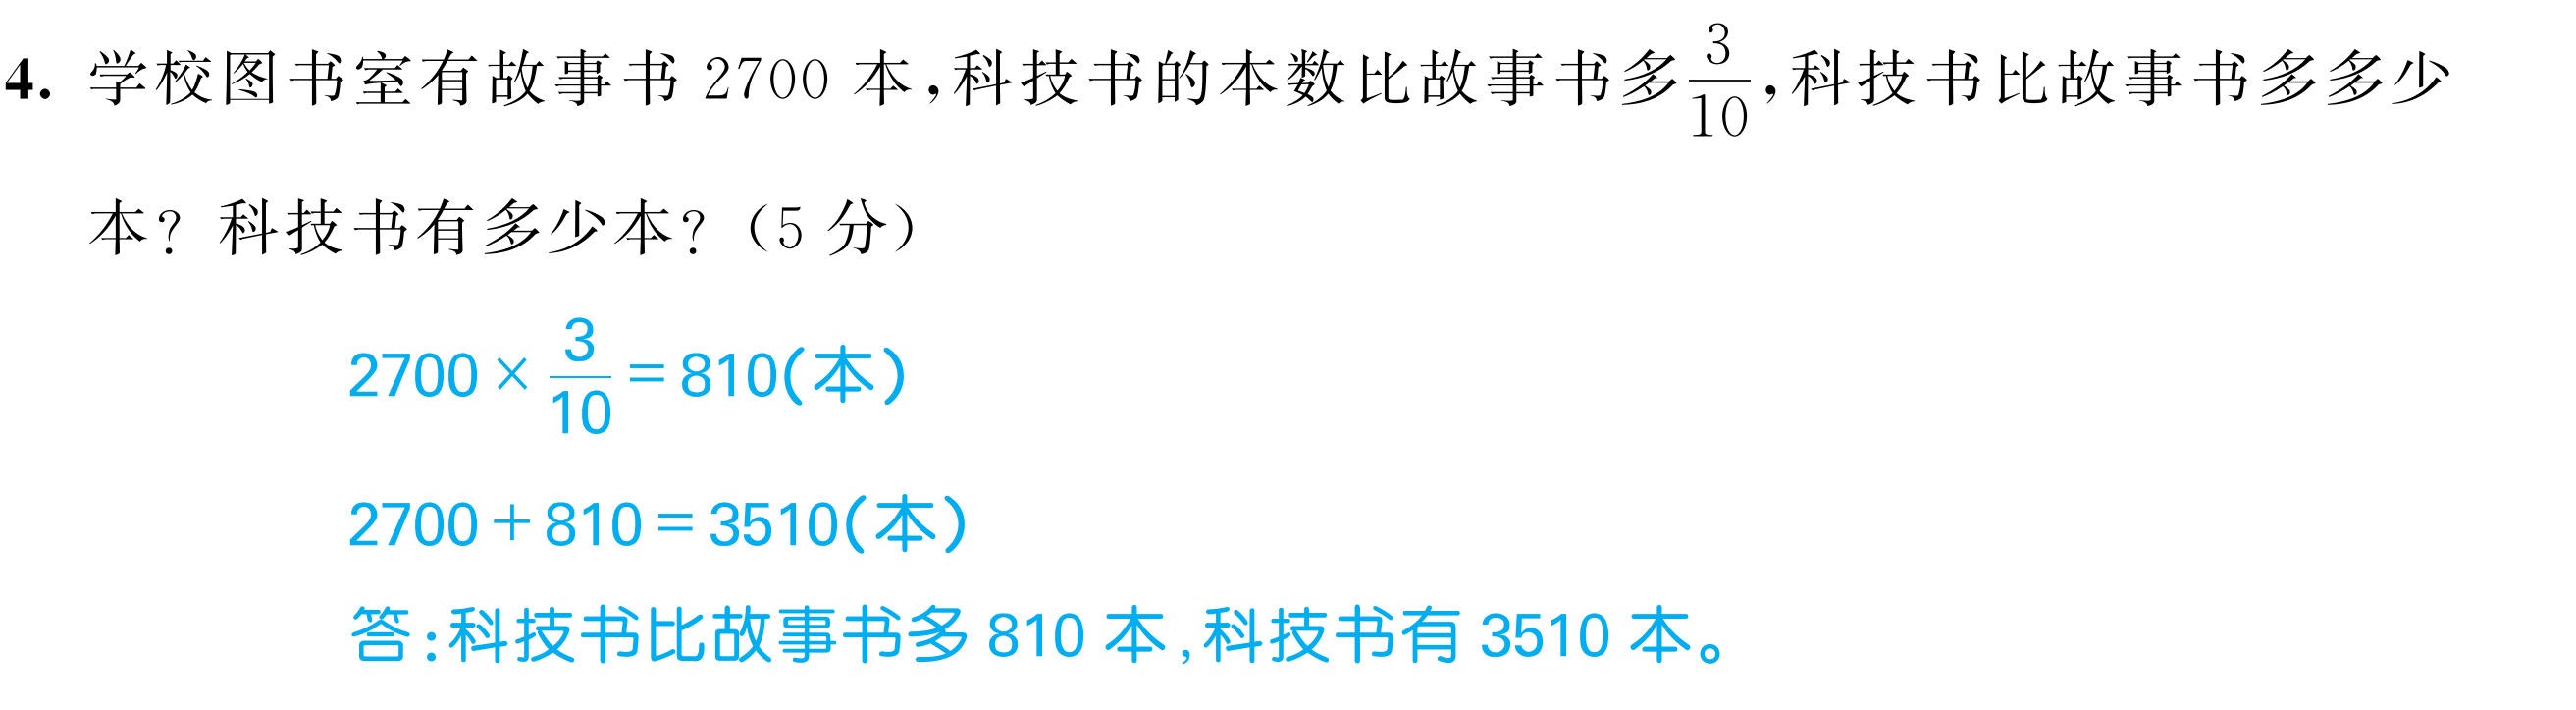 4. 学校图书室有故事书 2700 本,科技书的本数比故事书多3/10,科技书比故事书多多少
本？科技书有多少本？（5 分）
2700 × 3/10 = 810(本)
2700 + 810 = 3510(本)
答:科技书比故事书多 810 本,科技书有 3510 本。